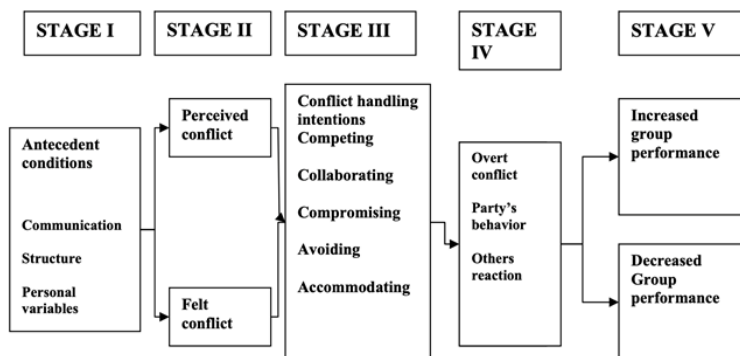 STAGE I
STAGE II
STAGE III
STAGE
IV
STAGE V
Antecedent
conditions
Communication
Structure
Personal
variables
Perceived
conflict
Felt
conflict
Conflict handling
intentions
Competing
Collaborating
Compromising
Avoiding
Accommodating
Overt
conflict
Party’s
behavior
Others
reaction
Increased
group
performance
Decreased
Group
performance